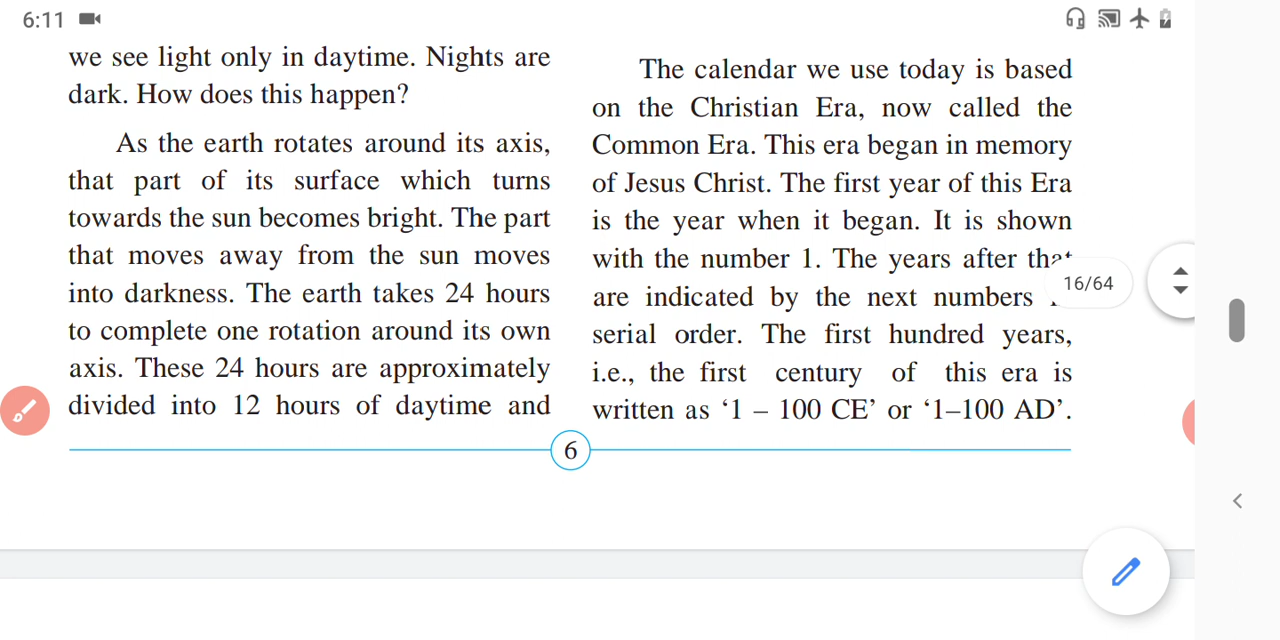 6:11
we see light only in daytime. Nights are
dark. How does this happen?
As the earth rotates around its axis,
that part of its surface which turns
towards the sun becomes bright. The part
that moves away from the sun moves
into darkness. The earth takes 24 hours
to complete one rotation around its own
axis. These 24 hours are approximately
divided into 12 hours of daytime and
The calendar we use today is based
on the Christian Era, now called the
Common Era. This era began in memory
of Jesus Christ. The first year of this Era
is the year when it began. It is shown
with the number 1. The years after that
are indicated by the next numbers
serial order. The first hundred years,
i.e., the first century of this era is
written as ‘1 – 100 CE’ or ‘1–100 AD’.
16/64
6